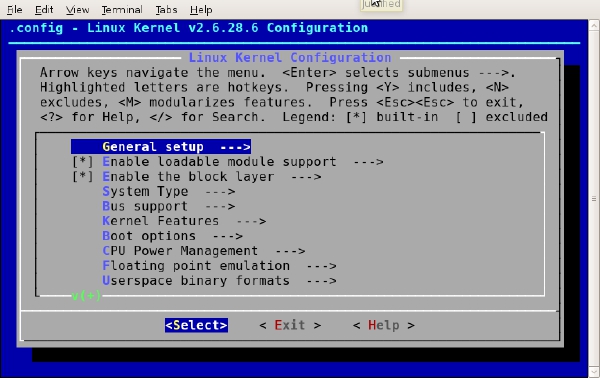 File Edit View Terminal Tabs Help
.config - Linux Kernel v2.6.28.6 Configuration
Linux Kernel Configuration
Arrow keys navigate the menu. <Enter> selects submenus --->.
Highlighted letters are hotkeys. Pressing <Y> includes, <N>
excludes, <M> modularizes features. Press <Esc><Esc> to exit,
<?> for Help, </> for Search. Legend: [*] built-in [ ] excluded
General setup --->
[*] Enable loadable module support --->
[*] Enable the block layer --->
System Type --->
Bus support --->
Kernel Features --->
Boot options --->
CPU Power Management --->
Floating point emulation --->
Userspace binary formats --->
v(+)
<Select> < Exit > < Help >